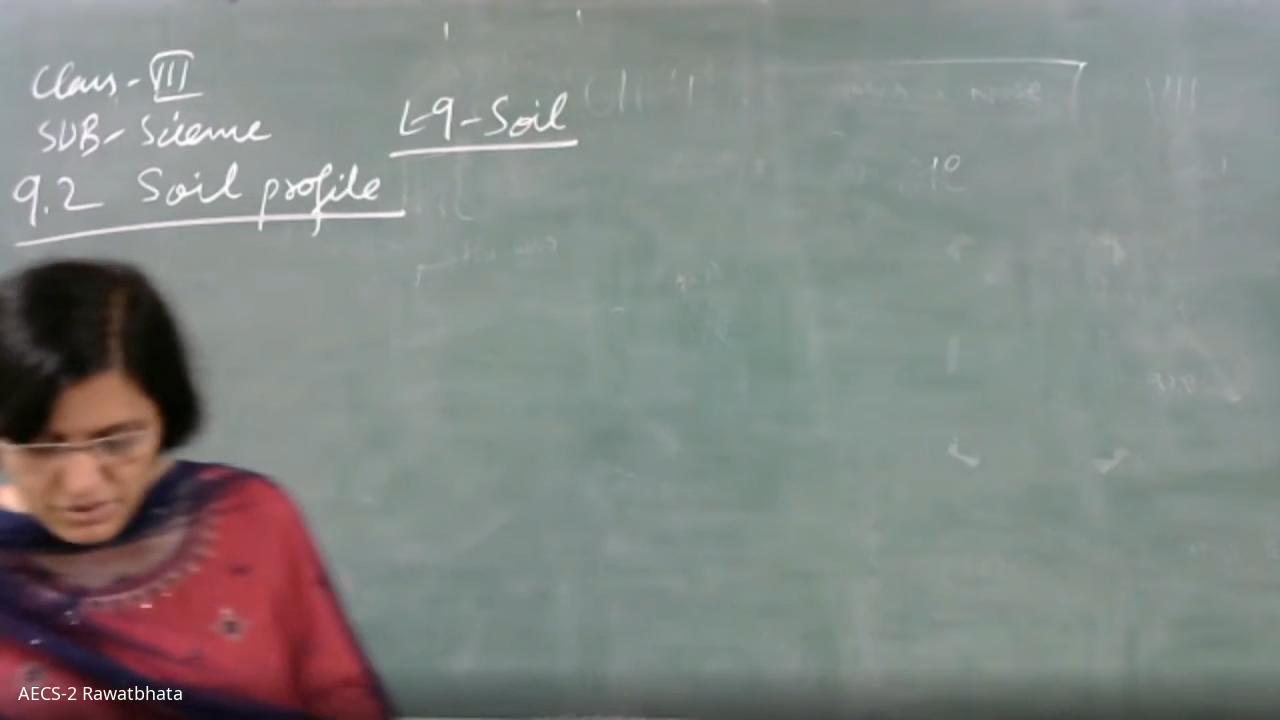 Class - VII
SUB - Science
L-9 - Soil
9.2 Soil profile
AECS-2 Rawatbhata